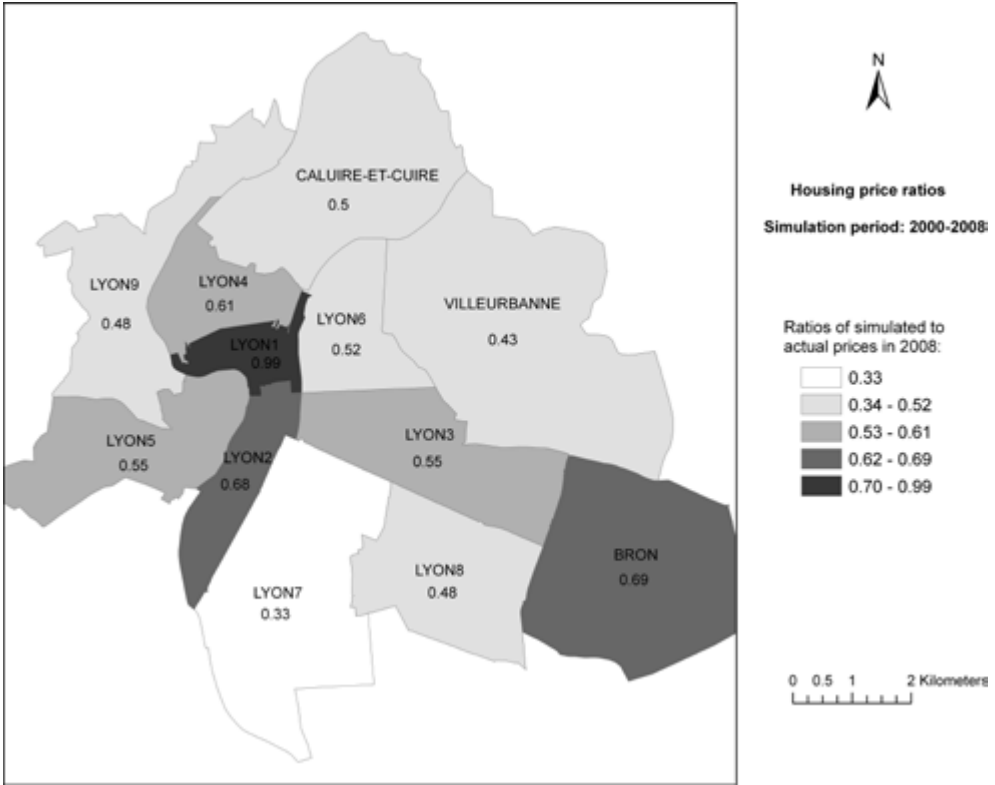 N
Housing price ratios
Simulation period: 2000-2008
CALUIRE-ET-CUIRE
0.5
LYON9
0.48
LYON4
0.61
LYON6
0.52
VILLEURBANNE
0.43
LYON1
0.99
LYON5
0.55
LYON2
0.68
LYON3
0.55
LYON7
0.33
LYON8
0.48
BRON
0.69
Ratios of simulated to
actual prices in 2008:
0.33
0.34 - 0.52
0.53 - 0.61
0.62 - 0.69
0.70 - 0.99
0 0.5 1 2 Kilometers